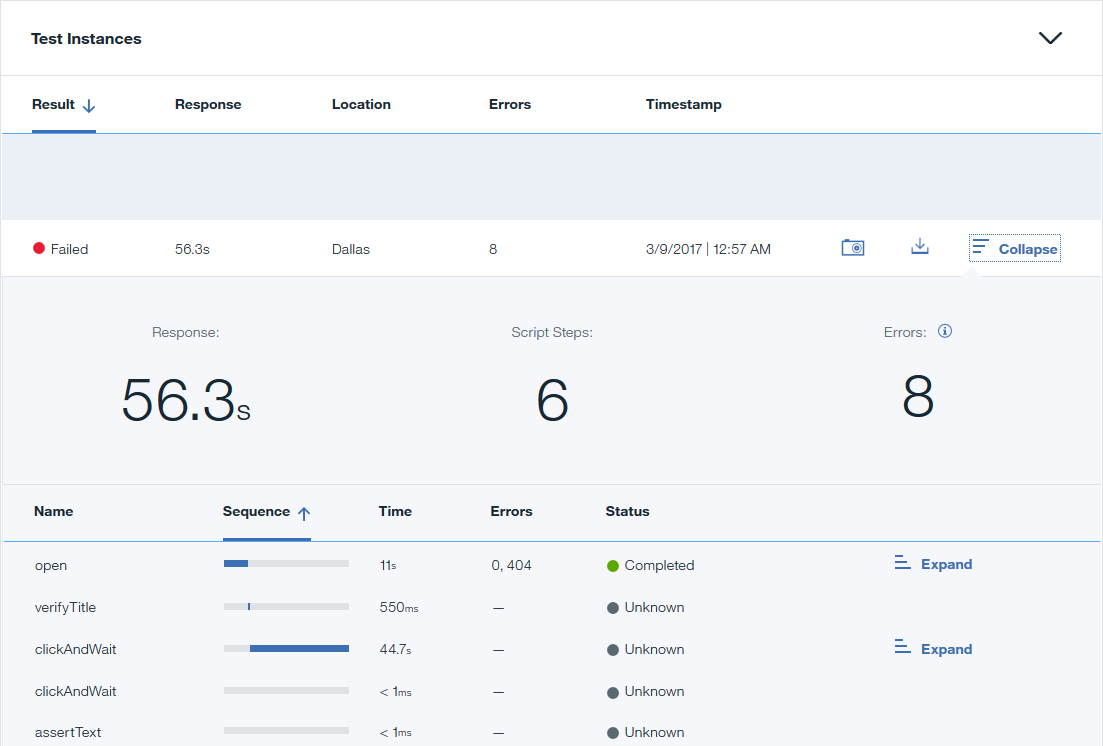 Test Instances
Result Response Location Errors Timestamp
Failed 56.3s Dallas 8 3/9/2017 | 12:57 AM Collapse
Response: Script Steps: Errors:
56.3s 6 8
Name Sequence Time Errors Status
open 11s 0, 404 Completed Expand
verifyTitle 550ms — Unknown
clickAndWait 44.7s — Unknown Expand
clickAndWait < 1ms — Unknown
assertText < 1ms — Unknown